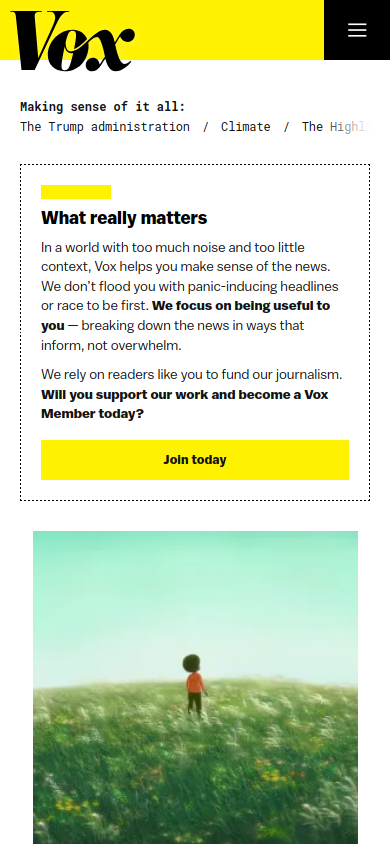 Vox
Making sense of it all:
The Trump administration / Climate / The Highl
What really matters
In a world with too much noise and too little
context, Vox helps you make sense of the news.
We don't flood you with panic-inducing headlines
or race to be first. We focus on being useful to
you — breaking down the news in ways that
inform, not overwhelm.
We rely on readers like you to fund our journalism.
Will you support our work and become a Vox
Member today?
Join today